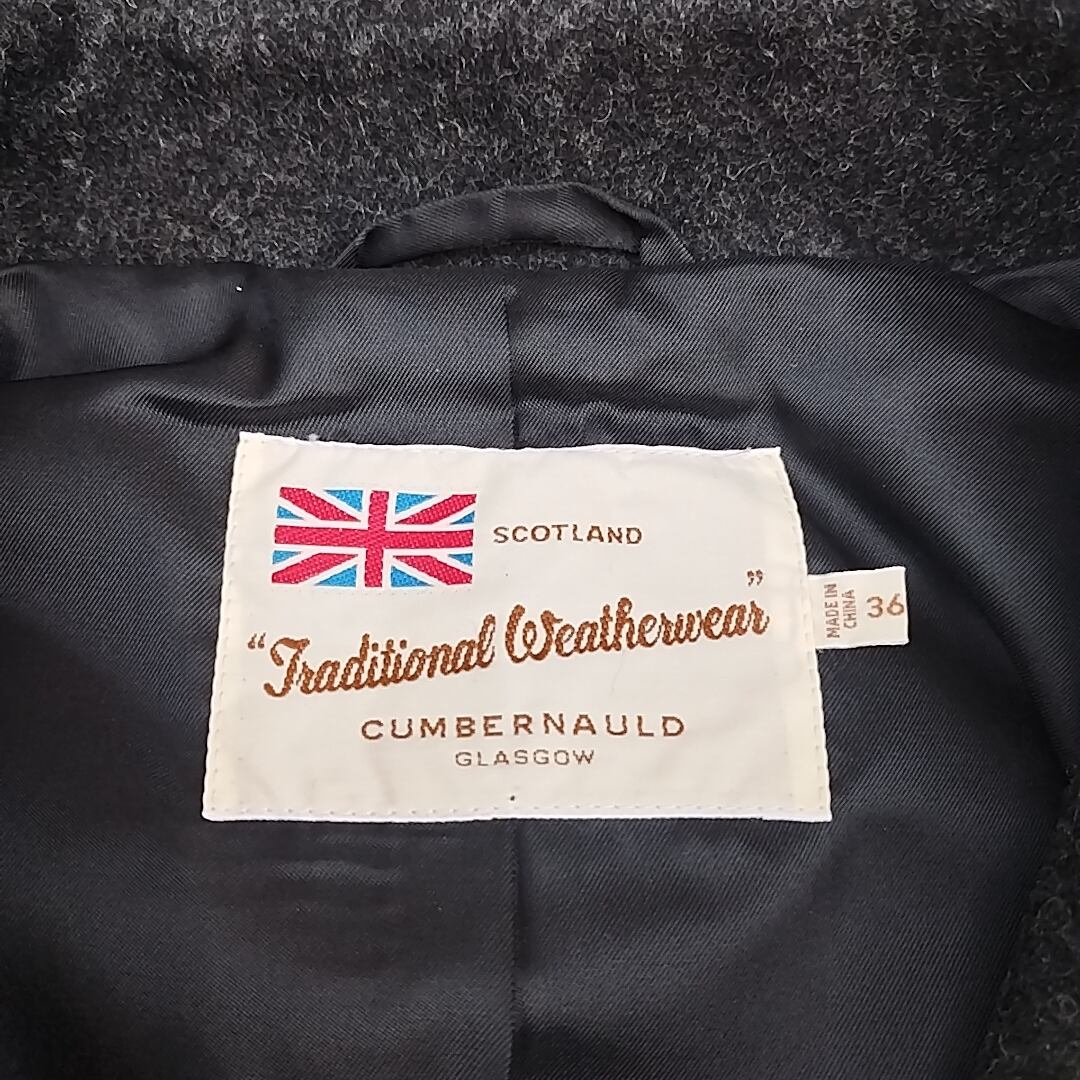 SCOTLAND
“Traditional Weatherwear”
CUMBERNAULD
GLASGOW
MADE IN
CHINA
36